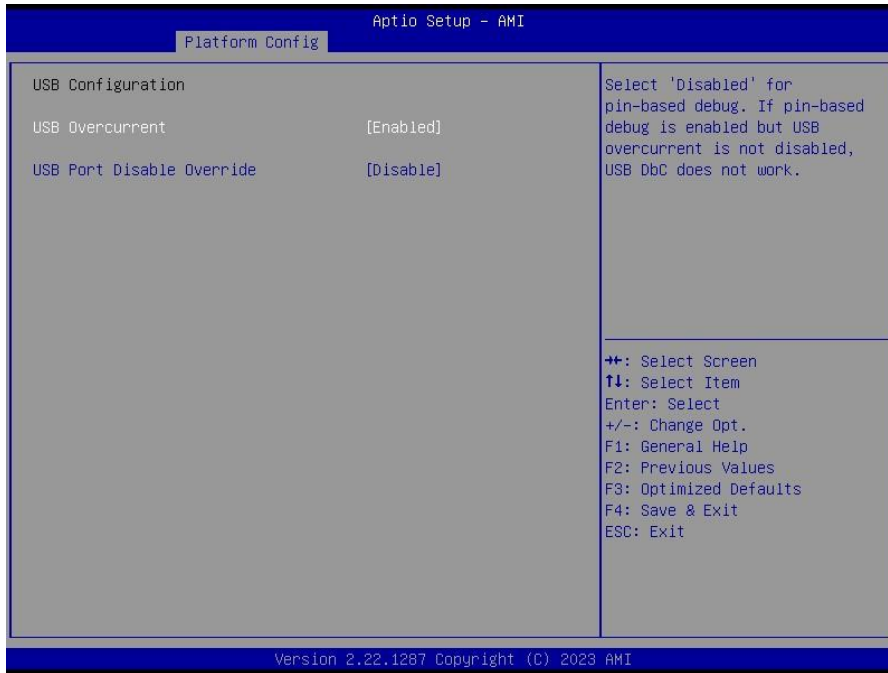 Aptio Setup – AMI
Platform Config
USB Configuration
USB Overcurrent [Enabled]
USB Port Disable Override [Disable]
Select 'Disabled' for
pin-based debug. If pin-based
debug is enabled but USB
overcurrent is not disabled,
USB DbC does not work.
→←: Select Screen
↑↓: Select Item
Enter: Select
+/-: Change Opt.
F1: General Help
F2: Previous Values
F3: Optimized Defaults
F4: Save & Exit
ESC: Exit
Version 2.22.1287 Copyright (C) 2023 AMI